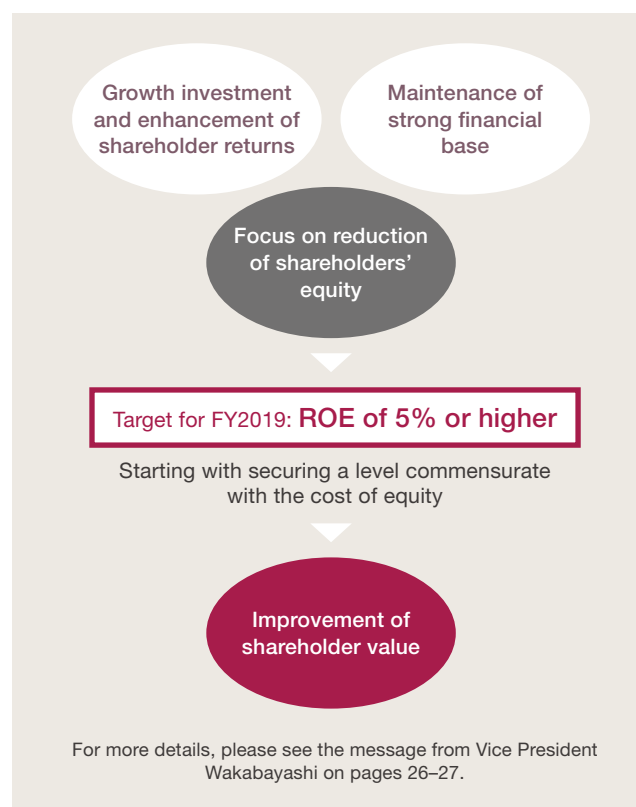 Growth investment
and enhancement of
shareholder returns
Maintenance of
strong financial
base
Focus on reduction
of shareholders’
equity
Target for FY2019: ROE of 5% or higher
Starting with securing a level commensurate
with the cost of equity
Improvement of
shareholder value
For more details, please see the message from Vice President
Wakabayashi on pages 26–27.